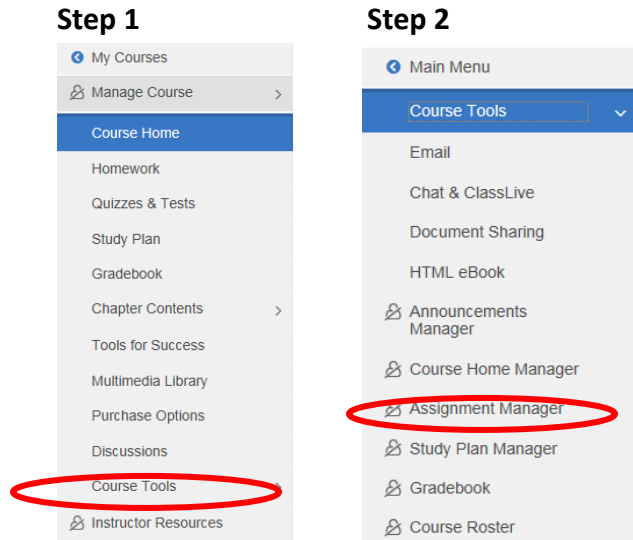 Step 1
My Courses
Manage Course
Course Home
Homework
Quizzes & Tests
Study Plan
Gradebook
Chapter Contents
Tools for Success
Multimedia Library
Purchase Options
Discussions
Course Tools
Instructor Resources
Step 2
Main Menu
Course Tools
Email
Chat & ClassLive
Document Sharing
HTML eBook
Announcements
Manager
Course Home Manager
Assignment Manager
Study Plan Manager
Gradebook
Course Roster